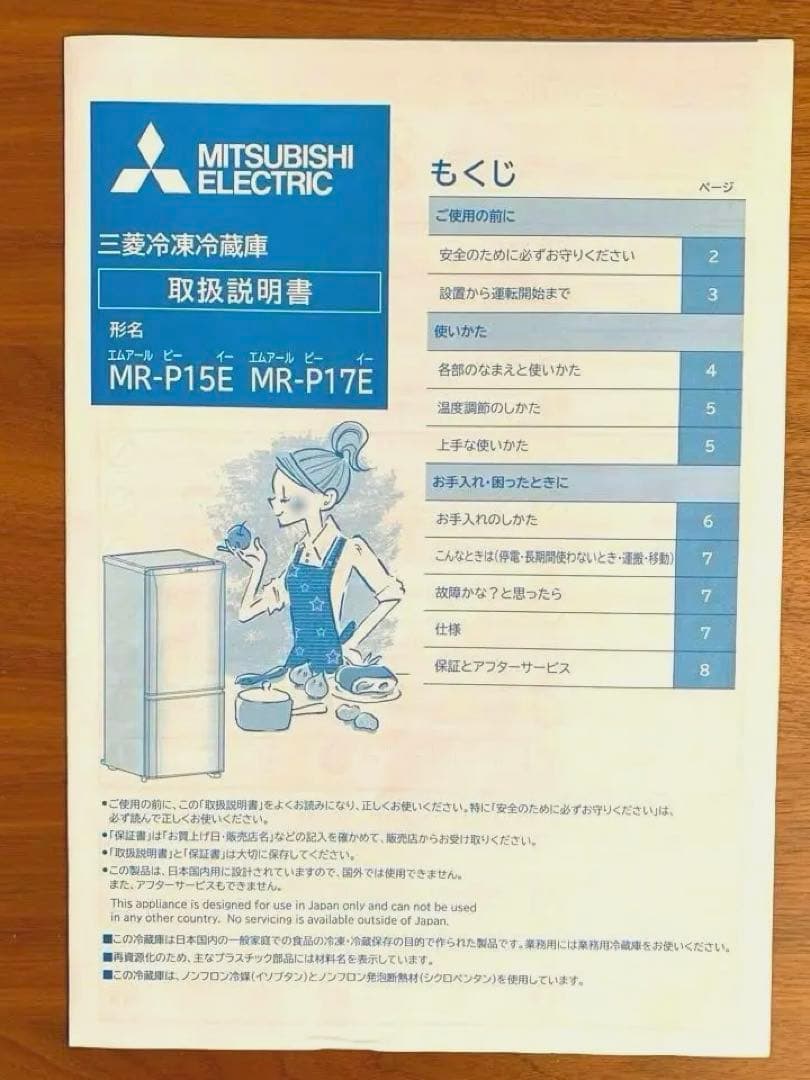 MITSUBISHI
ELECTRIC
三菱冷凍冷蔵庫
取扱説明書
形名
エムアール ピー イー エムアール ピー イー
MR-P15E MR-P17E
もくじ
ページ
ご使用の前に
安全のために必ずお守りください 2
設置から運転開始まで 3
使いかた
各部のなまえと使いかた 4
温度調節のしかた 5
上手な使いかた 5
お手入れ・困ったときに
お手入れのしかた 6
こんなときは(停電・長期間使わないとき・運搬・移動) 7
故障かな?と思ったら 7
仕様 7
保証とアフターサービス 8
●ご使用の前に、この「取扱説明書」をよくお読みになり、正しくお使いください。特に「安全のために必ずお守りください」は、
必ず読んで正しくお使いください。
●「保証書」は「お買上げ日・販売店名」などの記入を確かめて、販売店からお受け取りください。
●「取扱説明書」と「保証書」は大切に保存してください。
●この製品は、日本国内用に設計されていますので、国外では使用できません。
また、アフターサービスもできません。
This appliance is designed for use in Japan only and can not be used
in any other country. No servicing is available outside of Japan.
■この冷蔵庫は日本国内の一般家庭での食品の冷凍・冷蔵保存の目的で作られた製品です。業務用には業務用冷蔵庫をお使いください。
■再資源化のため、主なプラスチック部品には材料名を表示しています。
■この冷蔵庫は、ノンフロン冷媒(イソブタン)とノンフロン発泡断熱材(シクロペンタン)を使用しています。